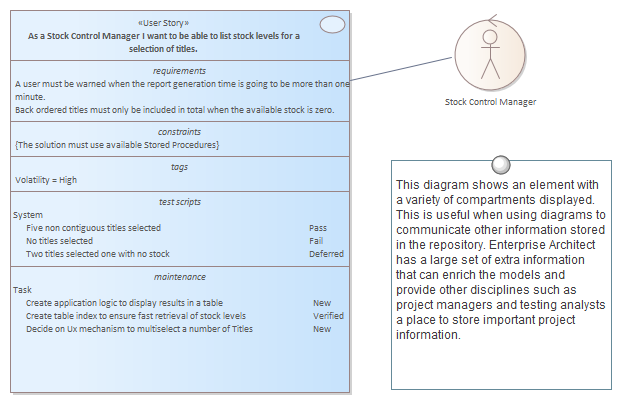 «User Story»
As a Stock Control Manager I want to be able to list stock levels for a
selection of titles.
requirements
A user must be warned when the report generation time is going to be more than one
minute.
Back ordered titles must only be included in total when the available stock is zero.
constraints
{The solution must use available Stored Procedures}
tags
Volatility = High
test scripts
System
Five non contiguous titles selected Pass
No titles selected Fail
Two titles selected one with no stock Deferred
maintenance
Task
Create application logic to display results in a table New
Create table index to ensure fast retrieval of stock levels Verified
Decide on Ux mechanism to multiselect a number of Titles New
Stock Control Manager
This diagram shows an element with
a variety of compartments displayed.
This is useful when using diagrams to
communicate other information stored
in the repository. Enterprise Architect
has a large set of extra information
that can enrich the models and
provide other disciplines such as
project managers and testing analysts
a place to store important project
information.